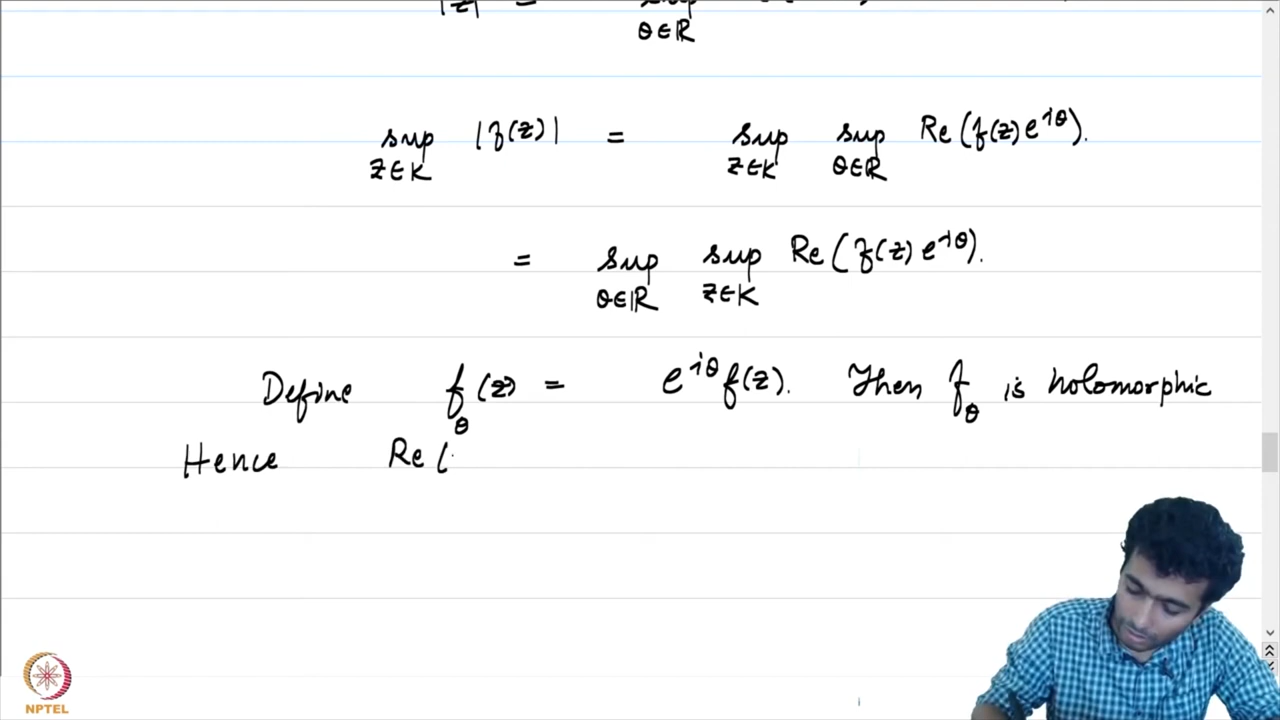 |z| = sup
θ∈ℝ
sup |f(z)| = sup sup Re(f(z)e^{iθ}).
z∈K z∈K θ∈ℝ
= sup sup Re(f(z)e^{iθ}).
θ∈ℝ z∈K
Define f_θ(z) = e^{iθ}f(z). Then f_θ is holomorphic
Hence Re(
NPTEL